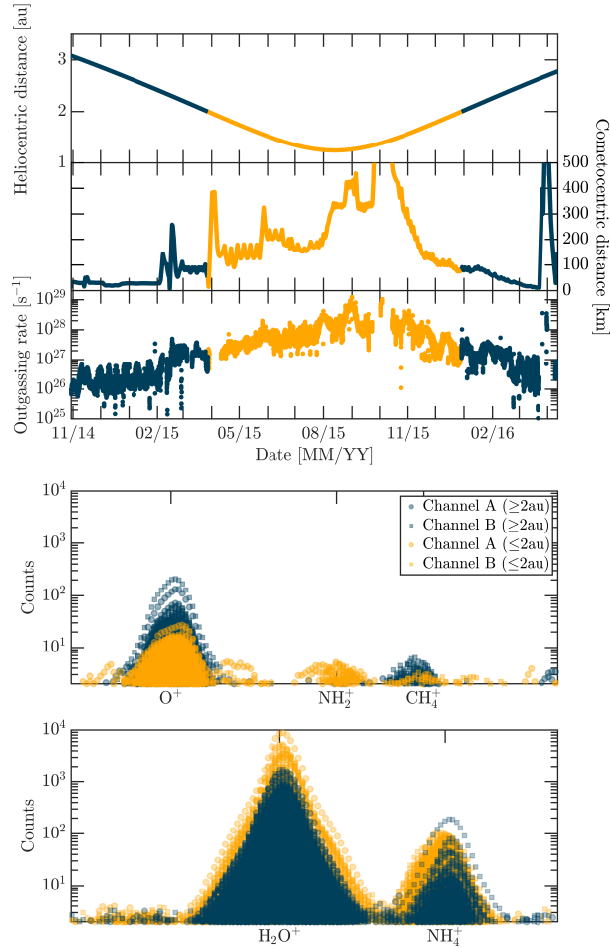 Heliocentric distance [au]
3
2
1
Cometocentric distance [km]
500
400
300
200
100
0
Outgassing rate [s⁻¹]
10²⁹
10²⁸
10²⁷
10²⁶
10²⁵
11/14 02/15 05/15 08/15 11/15 02/16
Date [MM/YY]
Counts
10⁴
10³
10²
10¹
Channel A (≥2au)
Channel B (≥2au)
Channel A (≤2au)
Channel B (≤2au)
O⁺ NH₂⁺ CH₄⁺
Counts
10⁴
10³
10²
10¹
H₂O⁺ NH₄⁺